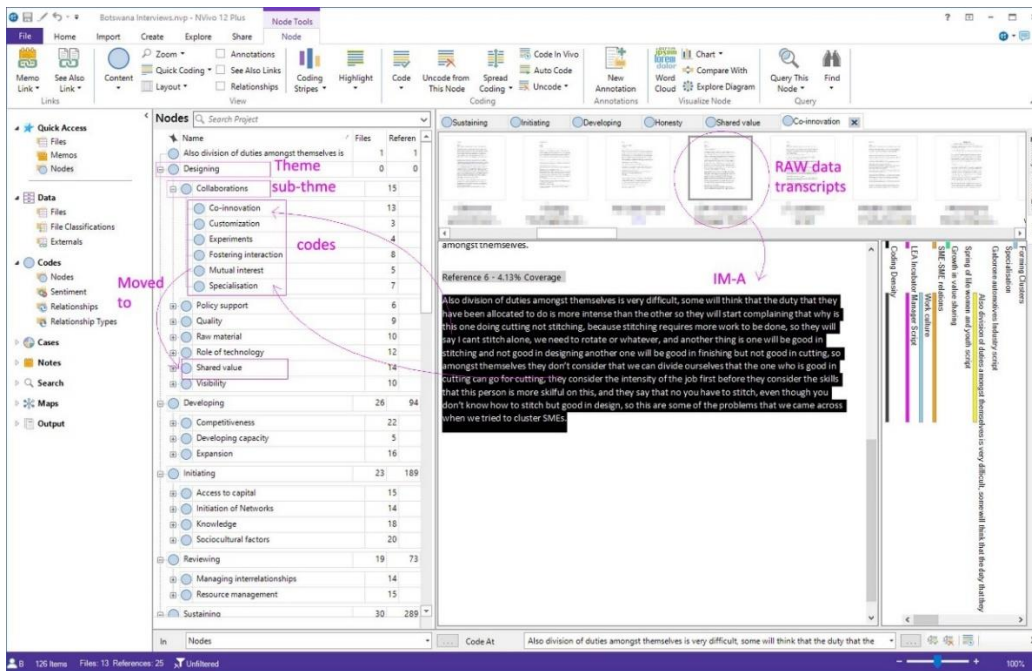 Botswana Interviews.nvp - NVivo 12 Plus
Node Tools
File
Home
Import
Create
Explore
Share
Node
Memo Link
See Also Link
Links
Content
Zoom
Quick Coding
Layout
Annotations
See Also Links
Relationships
View
Coding Stripes
Highlight
Code
Uncode from This Node
Spread Coding
Code In Vivo
Auto Code
Uncode
Coding
New Annotation
Annotations
Word Cloud
Chart
Compare With
Explore Diagram
Visualize Node
Query This Node
Find
Query
Quick Access
Files
Memos
Nodes
Data
Files
File Classifications
Externals
Codes
Nodes
Sentiment
Relationships
Relationship Types
Cases
Notes
Search
Maps
Output
Nodes
Search Project
Name Files Referen
Also division of duties amongst themselves is 1 1
Designing 0 0
Theme
Collaborations 15
sub-thme
Co-innovation 13
Customization 3
Experiments 4
Fostering interaction 8
Mutual interest 5
Specialisation 7
codes
Moved to
Policy support 6
Quality 9
Raw material 10
Role of technology 12
Shared value 14
Visibility 10
Developing 26 94
Competitiveness 22
Developing capacity 5
Expansion 16
Initiating 23 189
Access to capital 15
Initiation of Networks 14
Knowledge 18
Sociocultural factors 20
Reviewing 19 73
Managing interrelationships 14
Resource management 15
Sustaining 30 289
Sustaining
Initiating
Developing
Honesty
Shared value
Co-innovation
RAW data
transcripts
IM-A
amongst themselves.
Reference 6 - 4.13% Coverage
Also division of duties amongst themselves is very difficult, some will think that the duty that they
have been allocated to do is more intense than the other so they will start complaining that why is
this one doing cutting not stitching, because stitching requires more work to be done, so they will
say I cant stitch alone, we need to rotate or whatever, and another thing is one will be good in
stitching and not good in designing another one will be good in finishing but not good in cutting, so
amongst themselves they don't consider that we can divide ourselves that the one who is good in
cutting can go for cutting, they consider the intensity of the job first before they consider the skills
that this person is more skilful on this, and they say that no you have to stitch, even though you
don't know how to stitch but good in design, so this are some of the problems that we came across
when we tried to cluster SMEs.
Forming Clusters
Specialisation
Gaborone automotives Industry script
Also division of duties amongst themselves is very difficult, some will think that the duty that they
Spring of life women and youth script
Growth in value sharing
SME-SME relations
Work culture
LEA Incubator Manager Script
Coding Density
In Nodes
Code At
Also division of duties amongst themselves is very difficult, some will think that the duty that the
B 126 Items Files: 13 References: 25 Unfiltered
100%